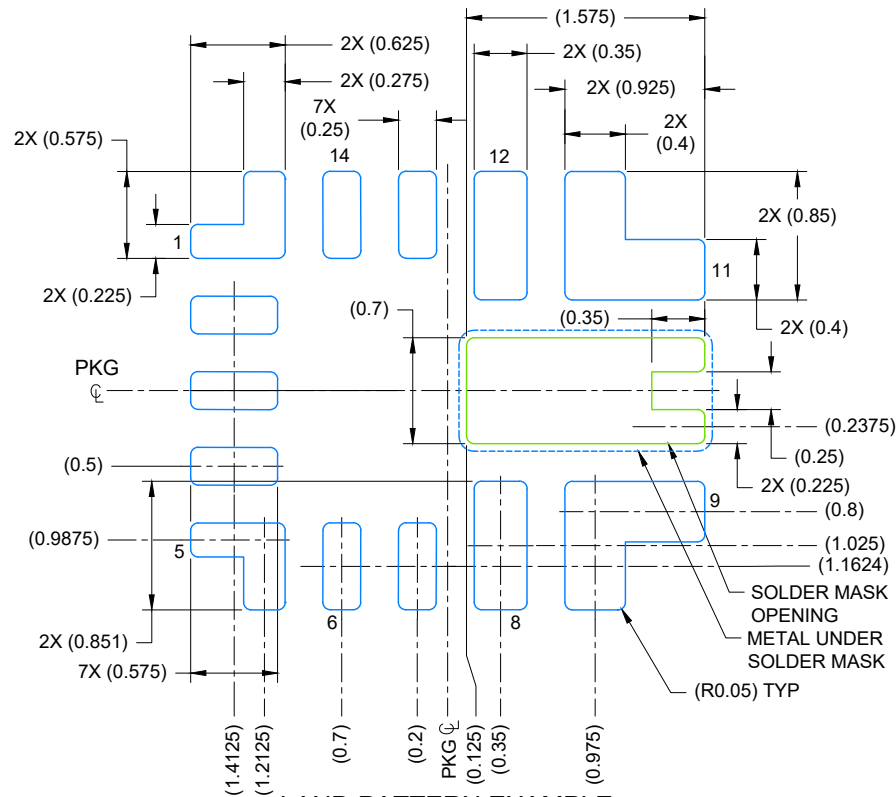 (1.575)
2X (0.625)
2X (0.35)
2X (0.275)
2X (0.925)
7X
(0.25)
2X
(0.4)
2X (0.575)
14
12
2X (0.85)
1
11
2X (0.225)
(0.7)
(0.35)
2X (0.4)
PKG
℄
(0.2375)
(0.5)
(0.25)
2X (0.225)
9
(0.8)
(0.9875)
5
(1.025)
(1.1624)
SOLDER MASK
OPENING
6
8
2X (0.851)
METAL UNDER
SOLDER MASK
7X (0.575)
(R0.05) TYP
(1.4125)
(1.2125)
(0.7)
(0.2)
PKG ℄
(0.125)
(0.35)
(0.975)
LAND PATTERN EXAMPLE